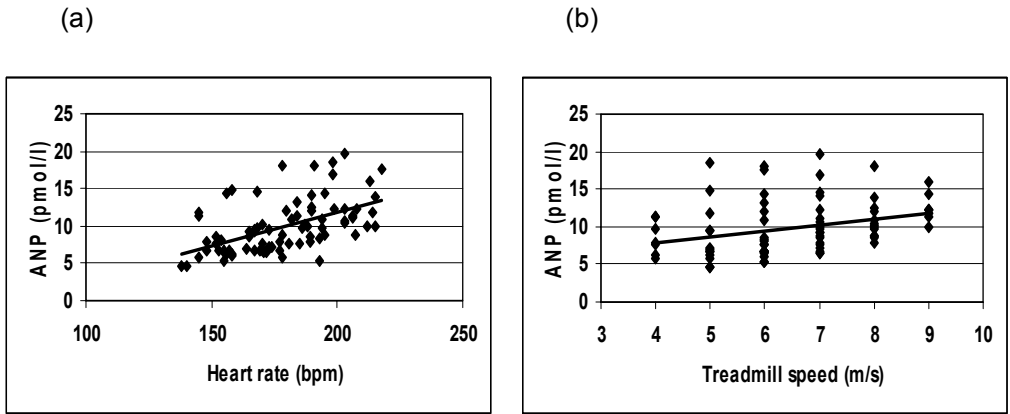 (a)
(b)
ANP (pmol/l)
25
20
15
10
5
0
100 150 200 250
Heart rate (bpm)
ANP (pmol/l)
25
20
15
10
5
0
3 4 5 6 7 8 9 10
Treadmill speed (m/s)